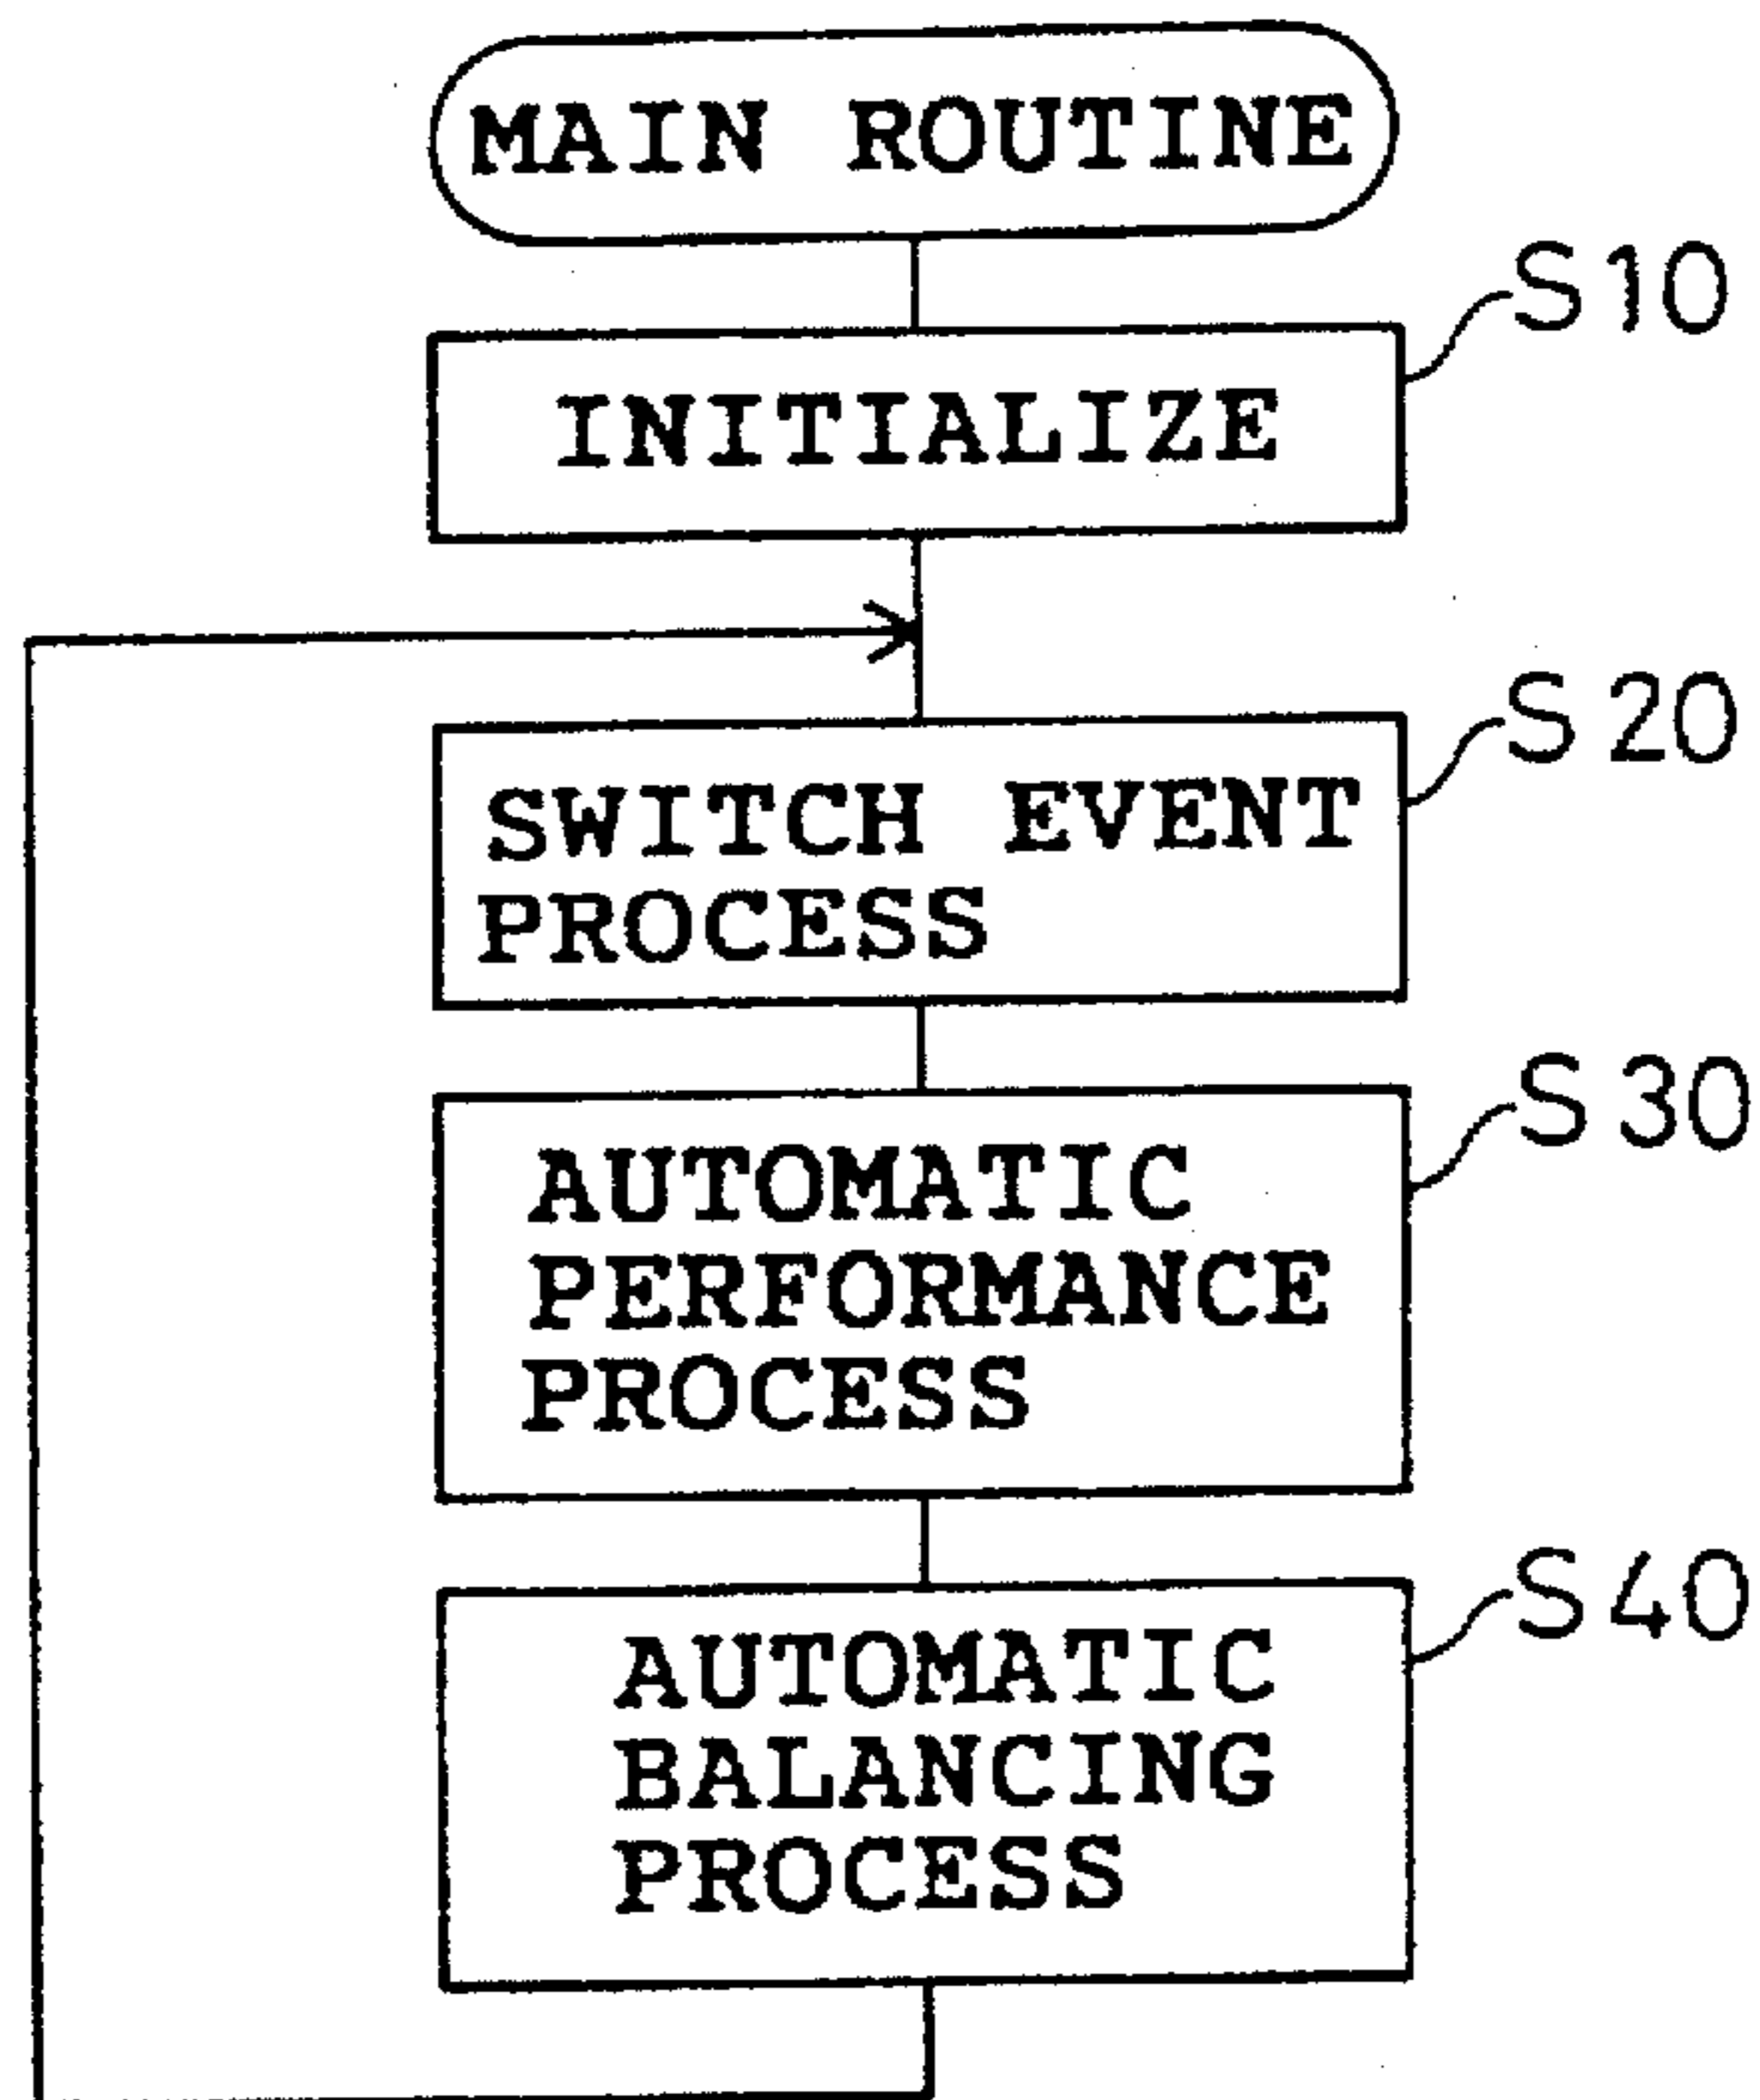 MAIN ROUTINE
S10
INITIALIZE
S20
SWITCH EVENT
PROCESS
S30
AUTOMATIC
PERFORMANCE
PROCESS
S40
AUTOMATIC
BALANCING
PROCESS